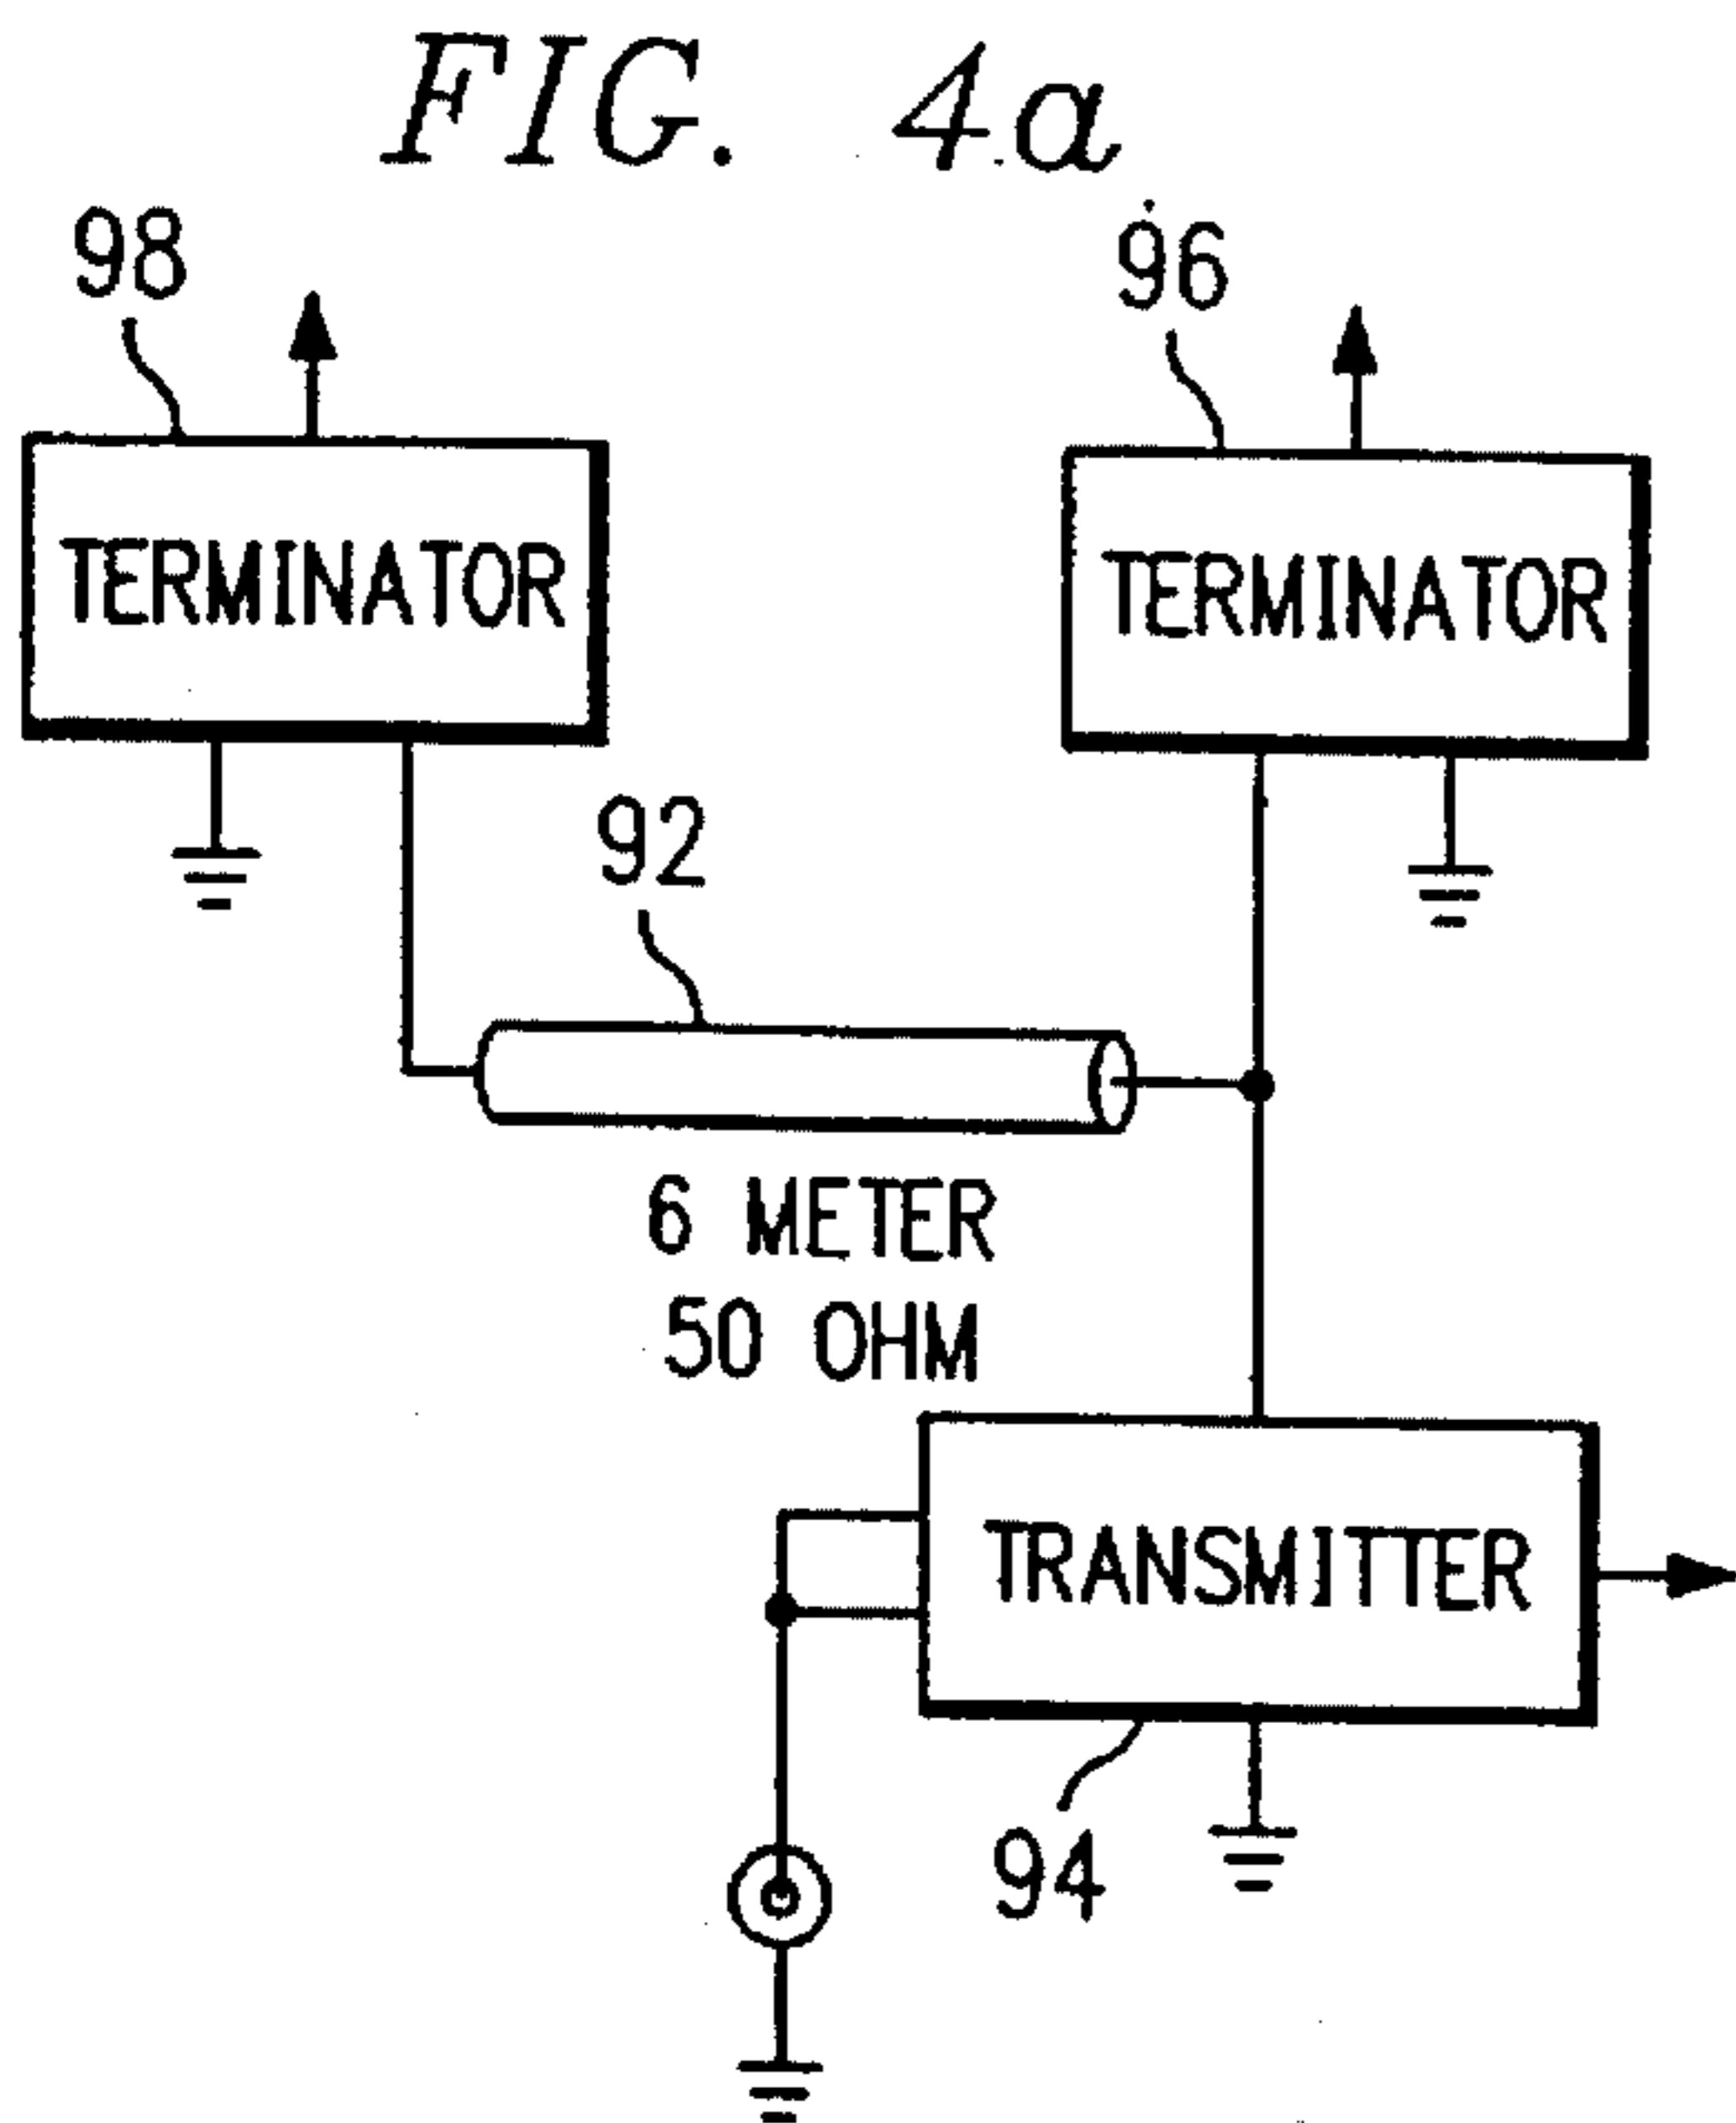 FIG. 4a
98
96
TERMINATOR
TERMINATOR
92
6 METER
50 OHM
TRANSMITTER
94